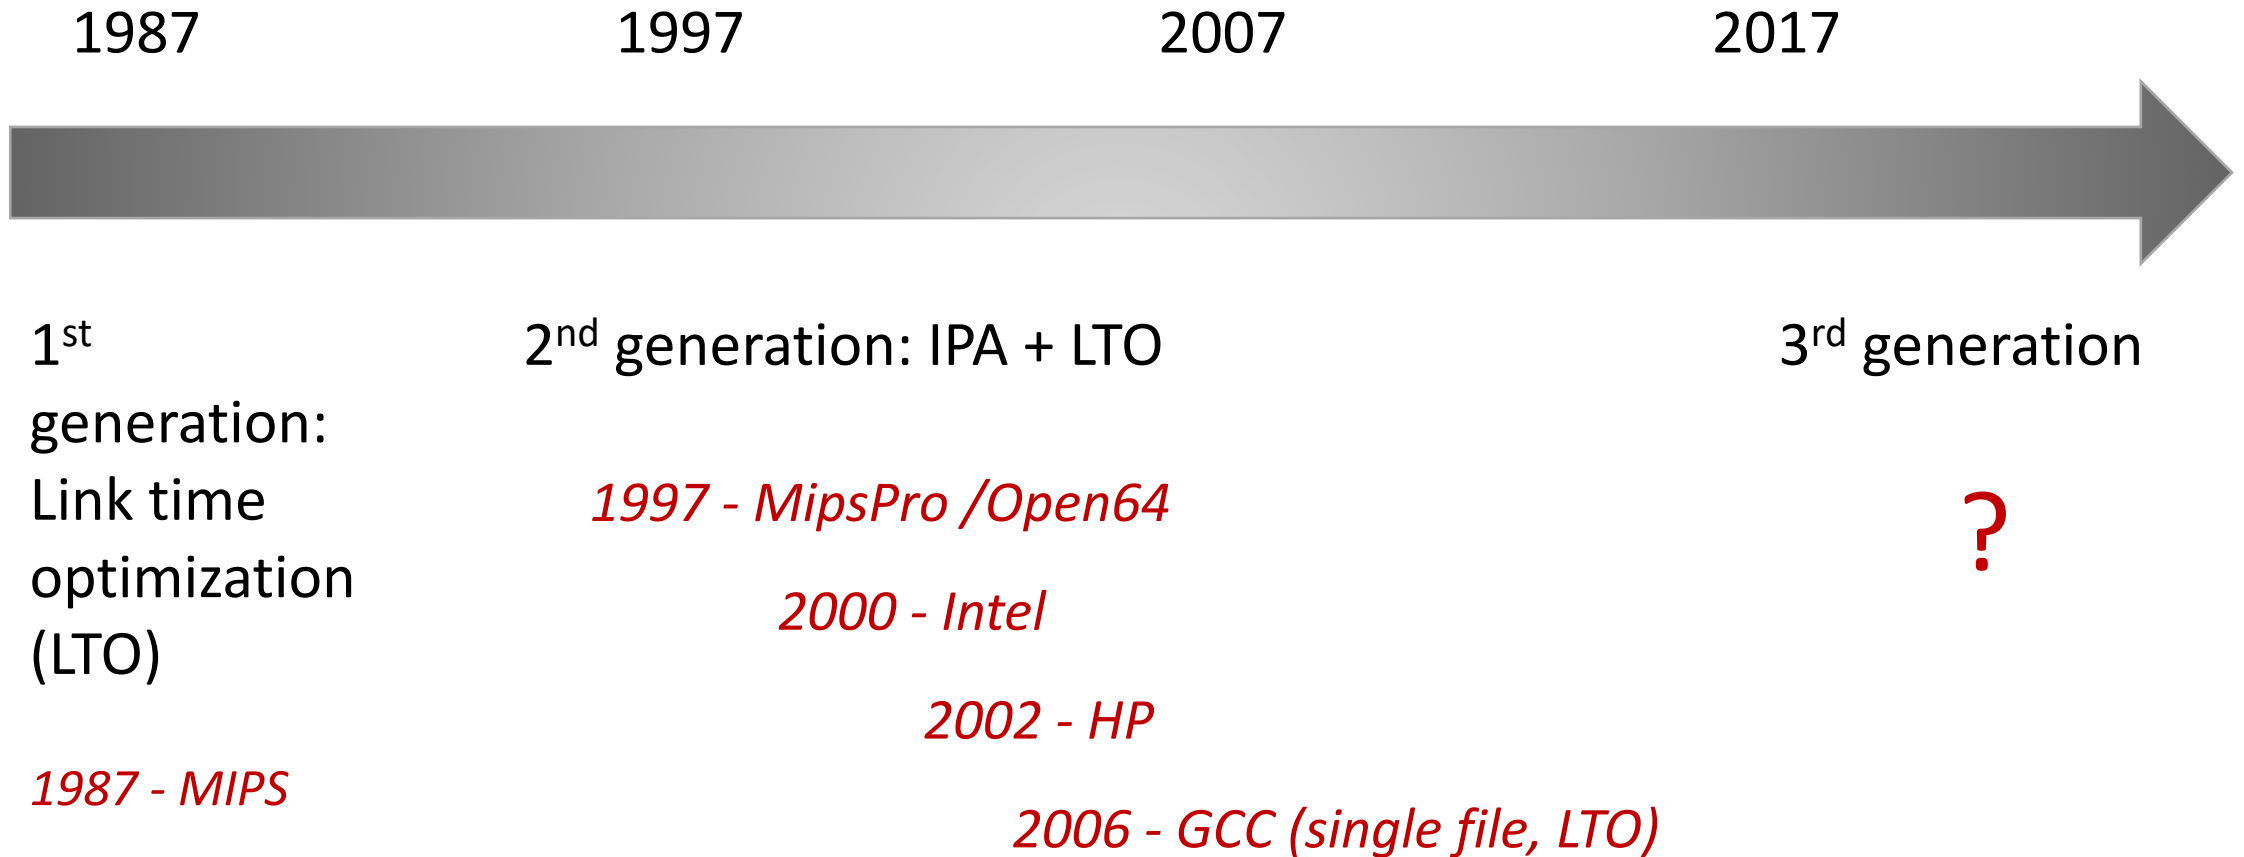 1987 1997 2007 2017
1st
generation:
Link time
optimization
(LTO)
1987 - MIPS
2nd generation: IPA + LTO
1997 - MipsPro /Open64
2000 - Intel
2002 - HP
2006 - GCC (single file, LTO)
3rd generation
?